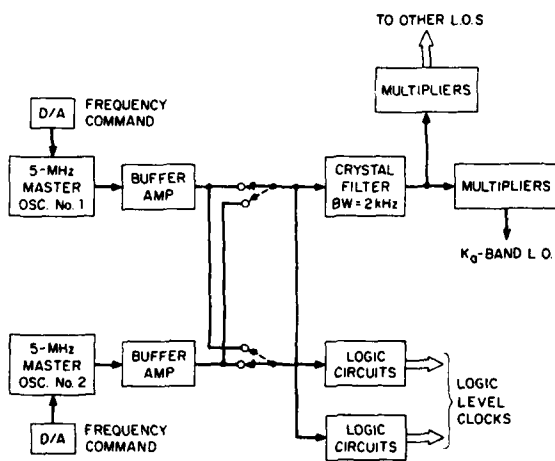 TO OTHER L.O.S
MULTIPLIERS
D/A
FREQUENCY
COMMAND
5-MHz
MASTER
OSC. No. 1
BUFFER
AMP
CRYSTAL
FILTER
BW = 2 kHz
MULTIPLIERS
Ka-BAND L.O.
5-MHz
MASTER
OSC. No. 2
BUFFER
AMP
LOGIC
CIRCUITS
LOGIC
LEVEL
CLOCKS
D/A
FREQUENCY
COMMAND
LOGIC
CIRCUITS